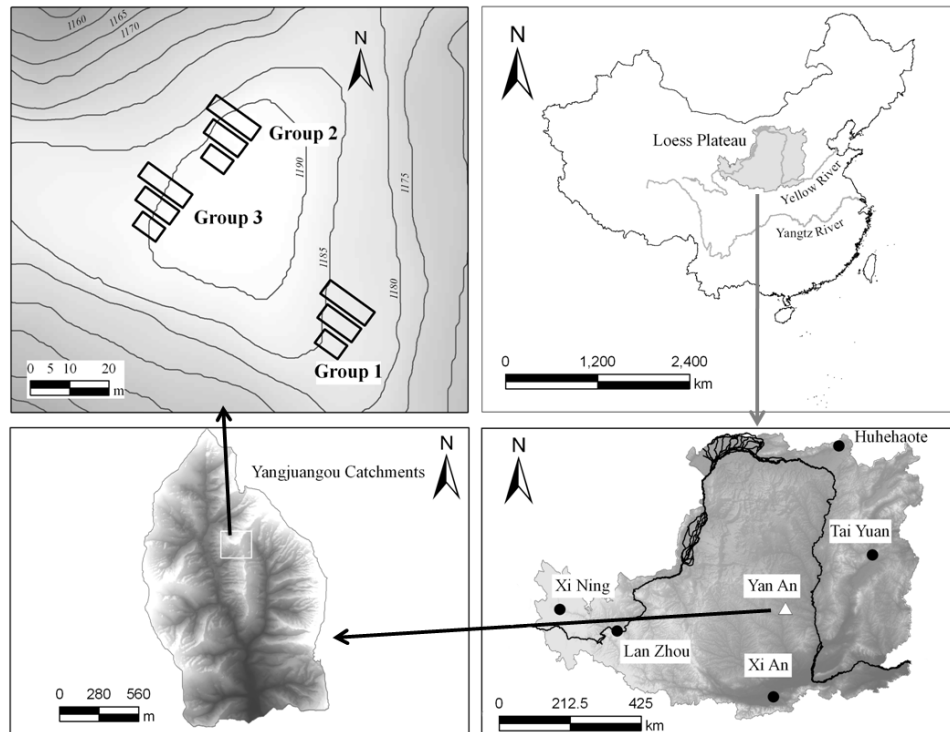 1160
1165
1170
N
Group 2
1190
1175
Group 3
1185
1180
Group 1
0 5 10 20
m
N
Loess Plateau
Yellow River
Yangtz River
0 1,200 2,400
km
Yangjuangou Catchments
N
0 280 560
m
N
Huhehaote
Tai Yuan
Xi Ning
Yan An
Lan Zhou
Xi An
0 212.5 425
km